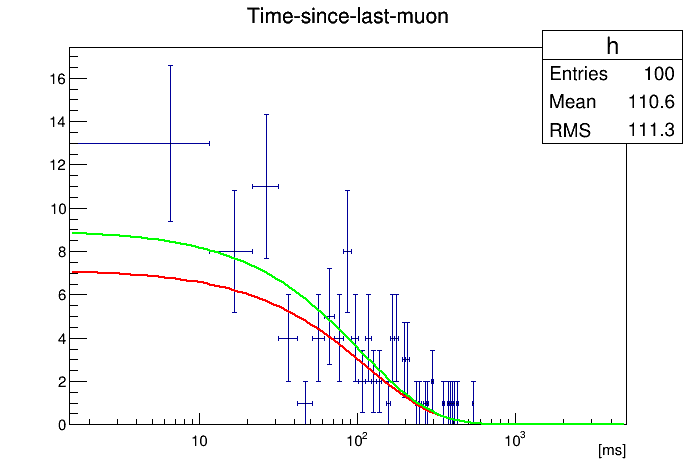 Time-since-last-muon
h
Entries 100
Mean 110.6
RMS 111.3
16
14
12
10
8
6
4
2
0
10 10² 10³
[ms]